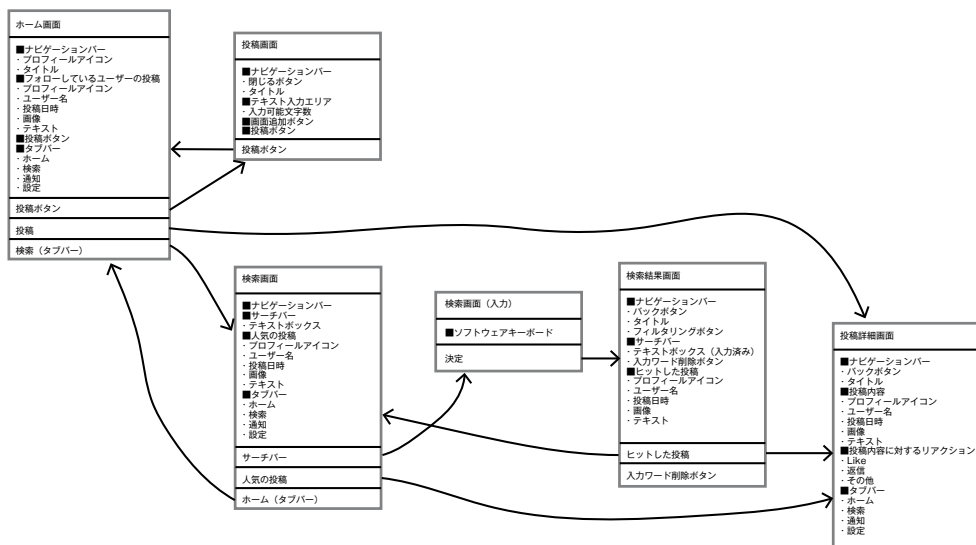 ホーム画面
■ナビゲーションバー
・プロフィールアイコン
・タイトル
■フォローしているユーザーの投稿
・プロフィールアイコン
・ユーザー名
・投稿日時
・画像
・テキスト
■投稿ボタン
■タブバー
・ホーム
・検索
・通知
・設定
投稿ボタン
投稿
検索（タブバー）
投稿画面
■ナビゲーションバー
・閉じるボタン
・タイトル
■テキスト入力エリア
・入力可能文字数
■画面追加ボタン
■投稿ボタン
投稿ボタン
検索画面
■ナビゲーションバー
■サーチバー
・テキストボックス
■人気の投稿
・プロフィールアイコン
・ユーザー名
・投稿日時
・画像
・テキスト
■タブバー
・ホーム
・検索
・通知
・設定
サーチバー
人気の投稿
ホーム（タブバー）
検索画面（入力）
■ソフトウェアキーボード
決定
検索結果画面
■ナビゲーションバー
・バックボタン
・タイトル
・フィルタリングボタン
■サーチバー
・テキストボックス（入力済み）
・入力ワード削除ボタン
■ヒットした投稿
・プロフィールアイコン
・ユーザー名
・投稿日時
・画像
・テキスト
ヒットした投稿
入力ワード削除ボタン
投稿詳細画面
■ナビゲーションバー
・バックボタン
・タイトル
■投稿内容
・プロフィールアイコン
・ユーザー名
・投稿日時
・画像
・テキスト
■投稿内容に対するリアクション
・Like
・返信
・その他
■タブバー
・ホーム
・検索
・通知
・設定